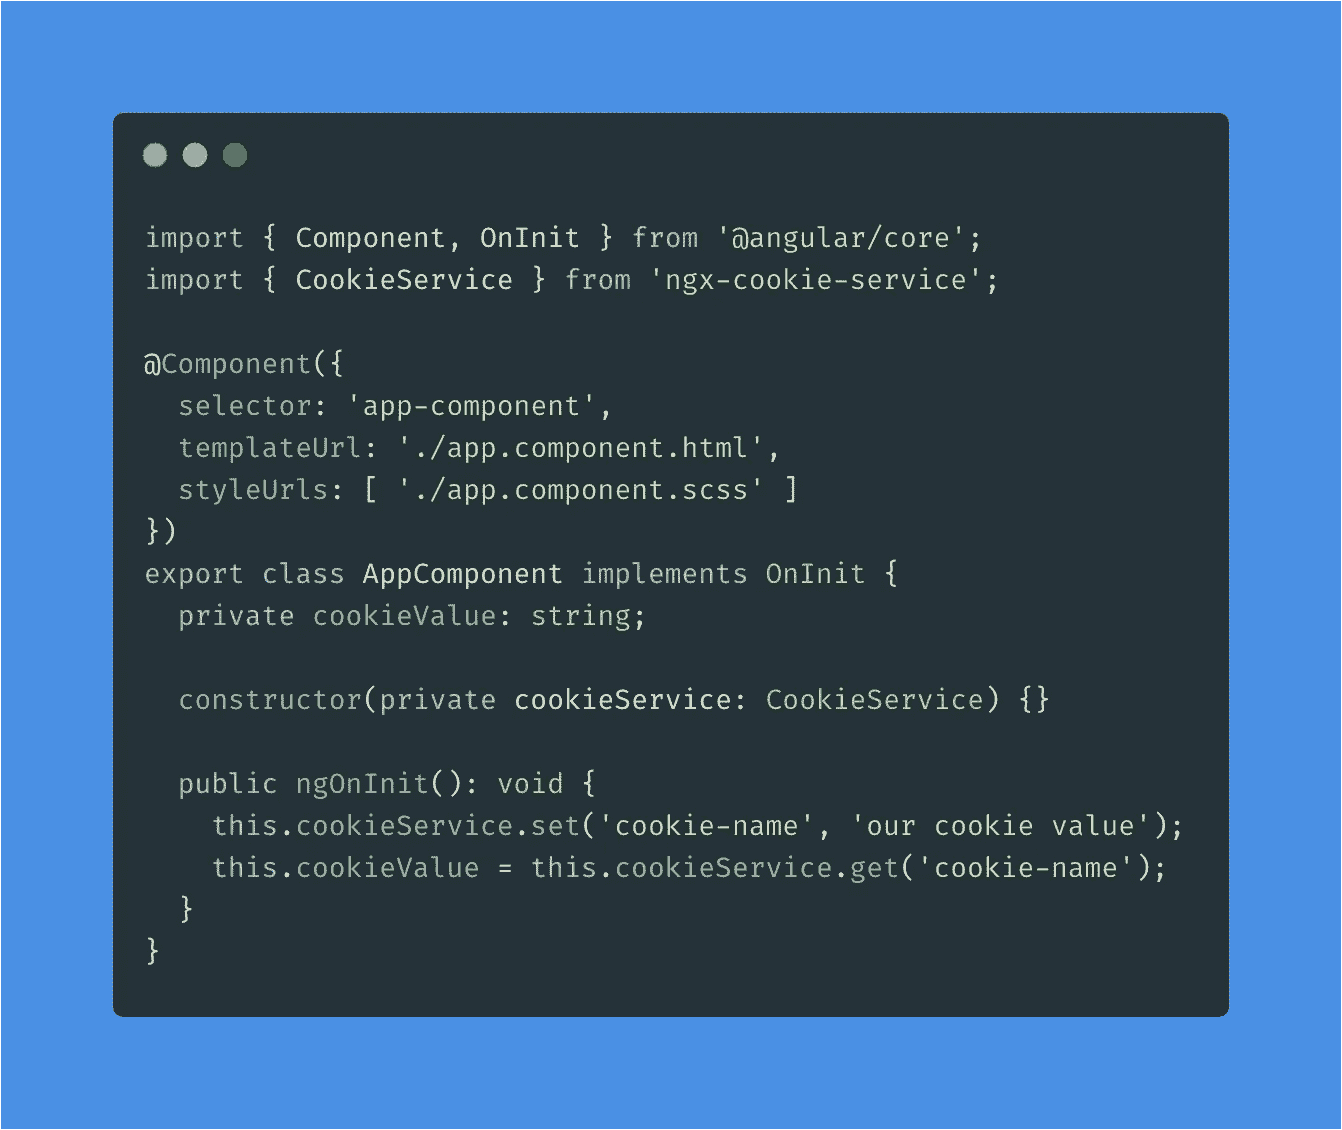 import { Component, OnInit } from '@angular/core';
import { CookieService } from 'ngx-cookie-service';

@Component({
  selector: 'app-component',
  templateUrl: './app.component.html',
  styleUrls: [ './app.component.scss' ]
})
export class AppComponent implements OnInit {
  private cookieValue: string;

  constructor(private cookieService: CookieService) {}

  public ngOnInit(): void {
    this.cookieService.set('cookie-name', 'our cookie value');
    this.cookieValue = this.cookieService.get('cookie-name');
  }
}